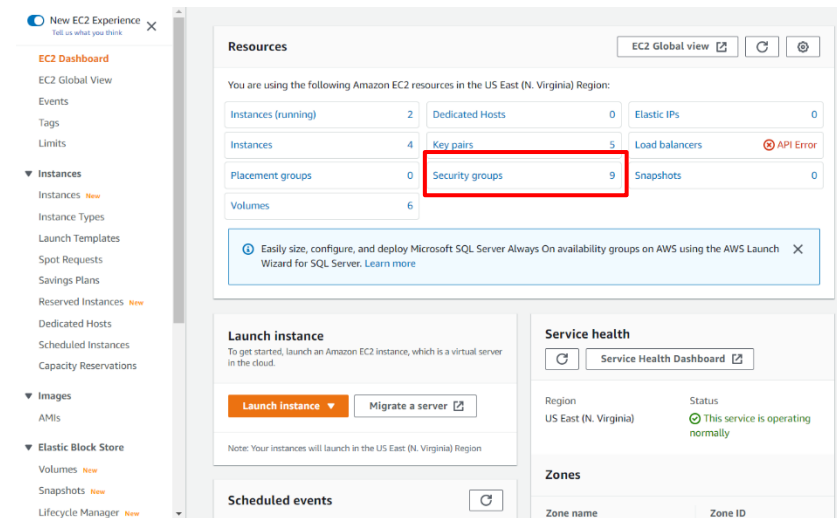 New EC2 Experience
Tell us what you think
EC2 Dashboard
EC2 Global View
Events
Tags
Limits
Instances
Instances New
Instance Types
Launch Templates
Spot Requests
Savings Plans
Reserved Instances New
Dedicated Hosts
Scheduled Instances
Capacity Reservations
Images
AMIs
Elastic Block Store
Volumes New
Snapshots New
Lifecycle Manager New
Resources
EC2 Global view
You are using the following Amazon EC2 resources in the US East (N. Virginia) Region:
Instances (running) 2 Dedicated Hosts 0 Elastic IPs 0
Instances 4 Key pairs 5 Load balancers API Error
Placement groups 0 Security groups 9 Snapshots 0
Volumes 6
Easily size, configure, and deploy Microsoft SQL Server Always On availability groups on AWS using the AWS Launch
Wizard for SQL Server. Learn more
Launch instance
To get started, launch an Amazon EC2 instance, which is a virtual server
in the cloud.
Launch instance Migrate a server
Note: Your instances will launch in the US East (N. Virginia) Region
Scheduled events
Service health
Service Health Dashboard
Region Status
US East (N. Virginia) This service is operating
normally
Zones
Zone name Zone ID